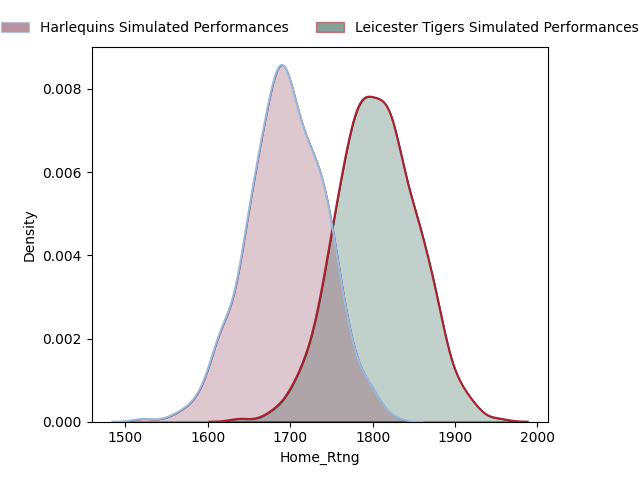 Harlequins Simulated Performances Leicester Tigers Simulated Performances
0.008
0.006
0.004
0.002
0.000
Density
1500 1600 1700 1800 1900 2000
Home_Rtng